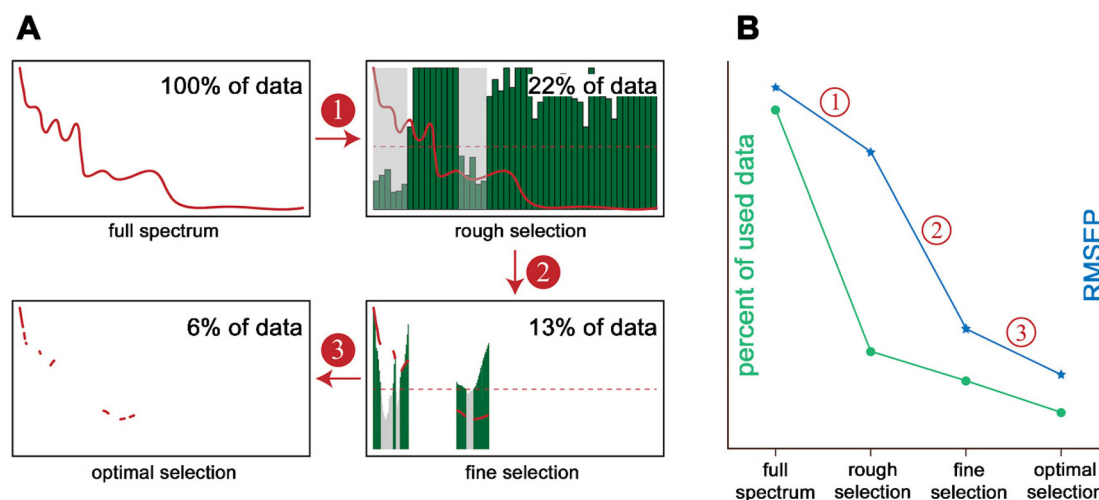 A
100% of data
1
22% of data
full spectrum
rough selection
2
6% of data
3
13% of data
optimal selection
fine selection
B
percent of used data
1
2
3
RMSEP
full
spectrum
rough
selection
fine
selection
optimal
selection